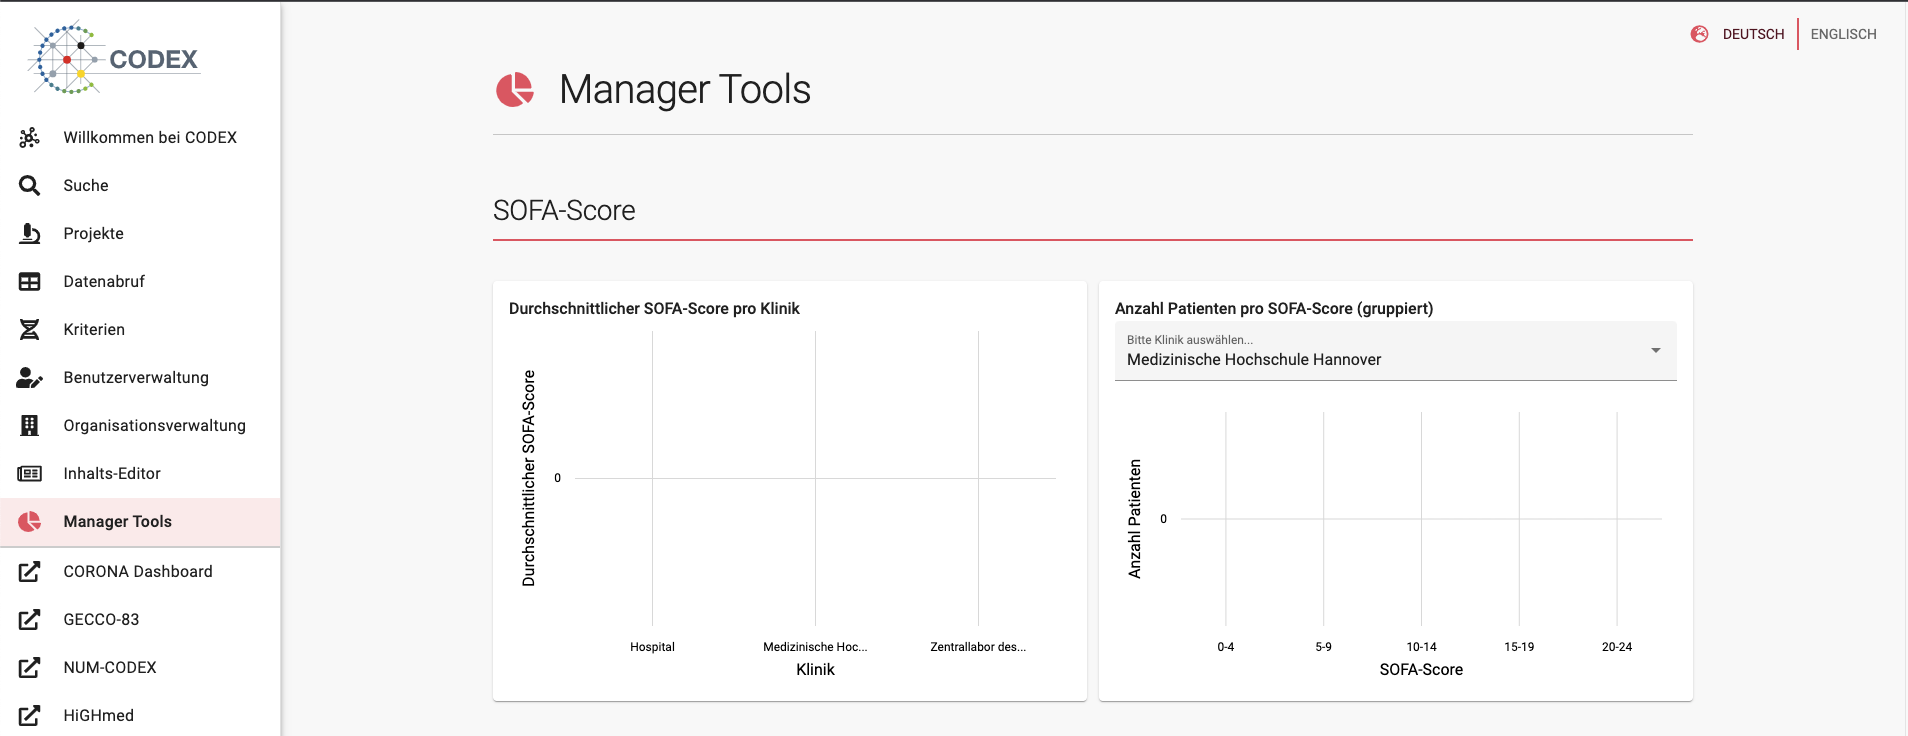 CODEX
Willkommen bei CODEX
Suche
Projekte
Datenabruf
Kriterien
Benutzerverwaltung
Organisationsverwaltung
Inhalts-Editor
Manager Tools
CORONA Dashboard
GECCO-83
NUM-CODEX
HiGHmed
DEUTSCH
ENGLISCH
Manager Tools
SOFA-Score
Durchschnittlicher SOFA-Score pro Klinik
Durchschnittlicher SOFA-Score
0
Hospital
Medizinische Hoc...
Zentrallabor des...
Klinik
Anzahl Patienten pro SOFA-Score (gruppiert)
Bitte Klinik auswählen...
Medizinische Hochschule Hannover
Anzahl Patienten
0
0-4
5-9
10-14
15-19
20-24
SOFA-Score